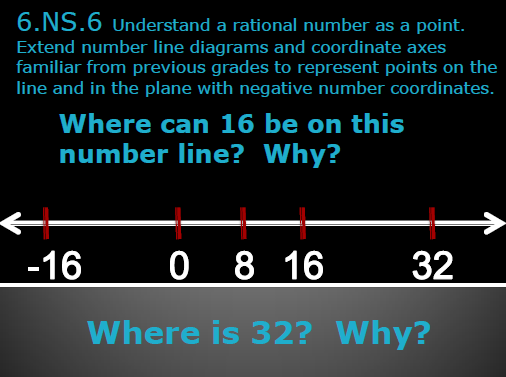 6.NS.6 Understand a rational number as a point.
Extend number line diagrams and coordinate axes
familiar from previous grades to represent points on the
line and in the plane with negative number coordinates.
Where can 16 be on this
number line?  Why?
-16 0 8 16 32
Where is 32?  Why?